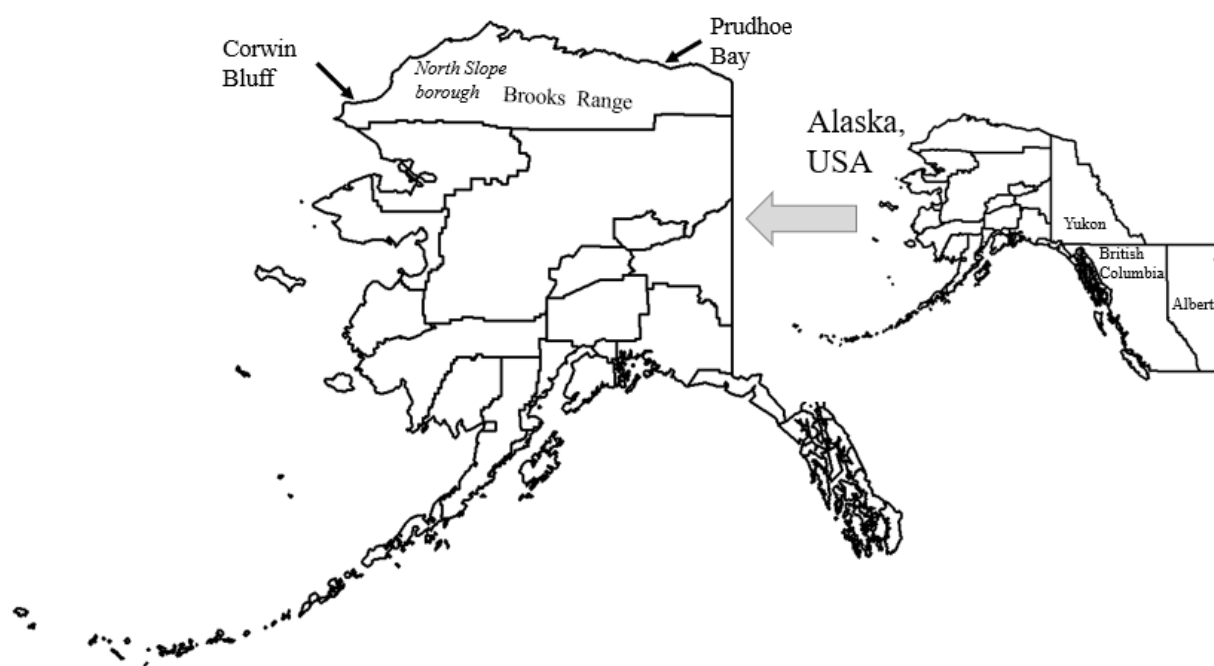 Prudhoe
Bay
Corwin
Bluff
North Slope
borough
Brooks Range
Alaska,
USA
Yukon
British
Columbia
Albert